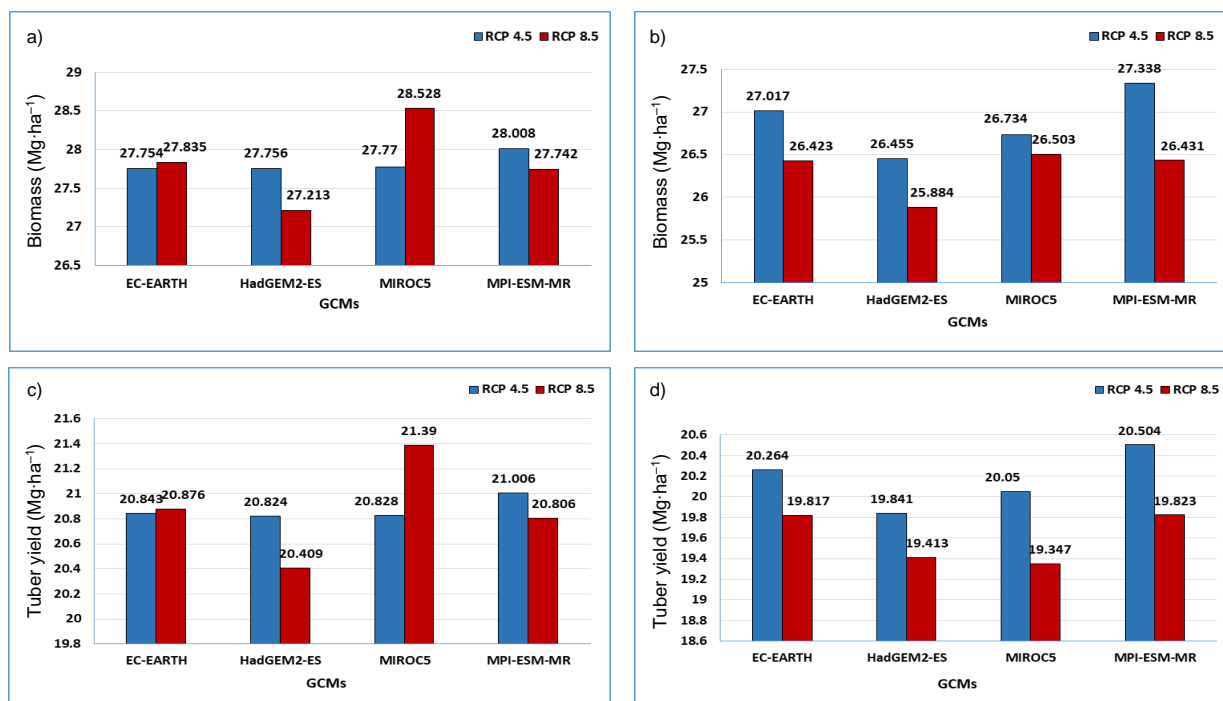 a)
RCP 4.5 RCP 8.5
Biomass (Mg·ha⁻¹)
29
28.5
28
27.5
27
26.5
27.754 27.835 27.756 27.213 27.77 28.528 28.008 27.742
EC-EARTH HadGEM2-ES MIROC5 MPI-ESM-MR
GCMs
b)
RCP 4.5 RCP 8.5
Biomass (Mg·ha⁻¹)
27.5
27
26.5
26
25.5
25
27.017 26.423 26.455 25.884 26.734 26.503 27.338 26.431
EC-EARTH HadGEM2-ES MIROC5 MPI-ESM-MR
GCMs
c)
RCP 4.5 RCP 8.5
Tuber yield (Mg·ha⁻¹)
21.6
21.4
21.2
21
20.8
20.6
20.4
20.2
20
19.8
20.843 20.876 20.824 20.409 20.828 21.39 21.006 20.806
EC-EARTH HadGEM2-ES MIROC5 MPI-ESM-MR
GCMs
d)
RCP 4.5 RCP 8.5
Tuber yield (Mg·ha⁻¹)
20.6
20.4
20.2
20
19.8
19.6
19.4
19.2
19
18.8
18.6
20.264 19.817 19.841 19.413 20.05 19.347 20.504 19.823
EC-EARTH HadGEM2-ES MIROC5 MPI-ESM-MR
GCMs